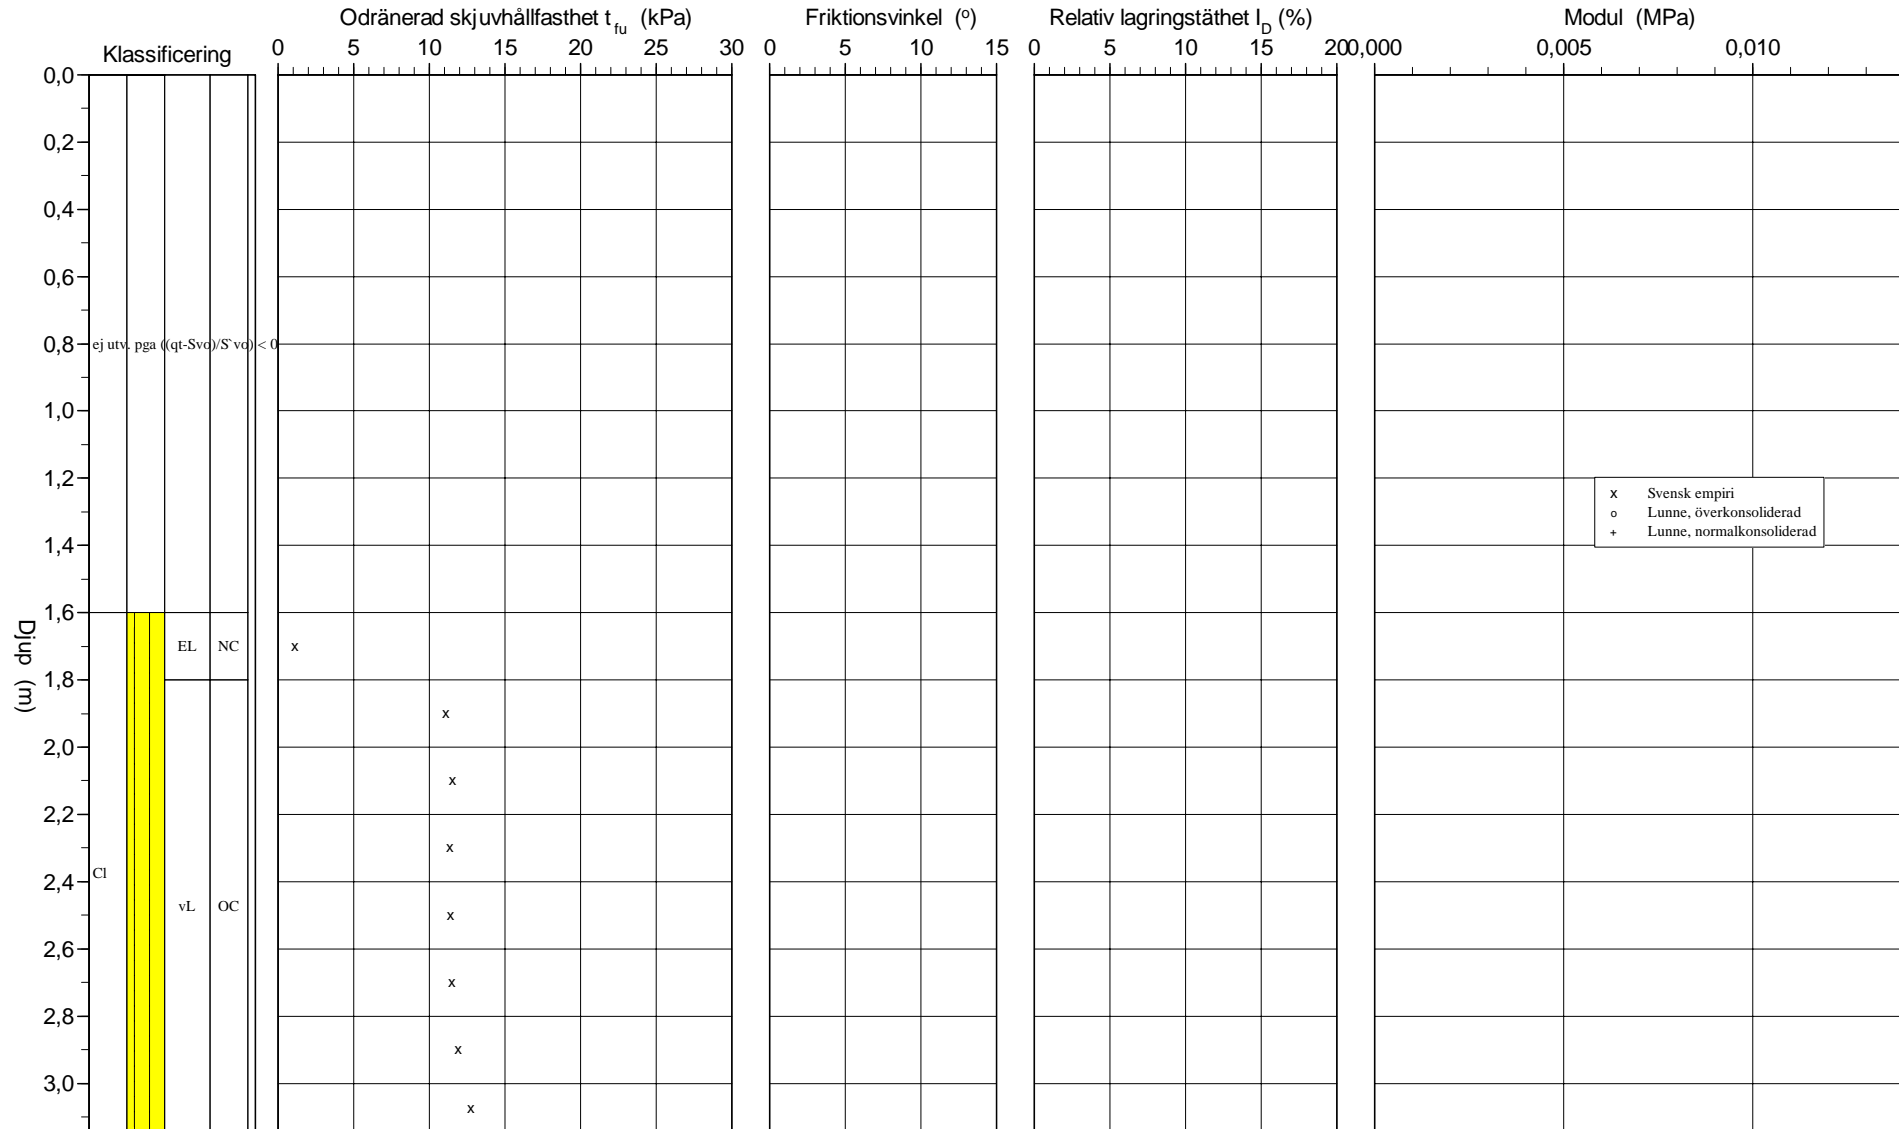 Odränerad skjuvhållfasthet t fu (kPa)
Friktionsvinkel (o)
Relativ lagringstäthet I D (%)
Modul (MPa)
Klassificering
0 5 10 15 20 25 30
0 5 10 15
0 5 10 15 20
0,000 0,005 0,010
0,0
0,2
0,4
0,6
0,8
ej utv. pga ((qt-Svo)/S`vo) < 0
1,0
1,2
x Svensk empiri
o Lunne, överkonsoliderad
+ Lunne, normalkonsoliderad
1,4
1,6
EL NC x
Djup (m)
1,8
x
2,0
x
2,2
x
2,4
Cl
vL OC x
2,6
x
2,8
x
3,0
x